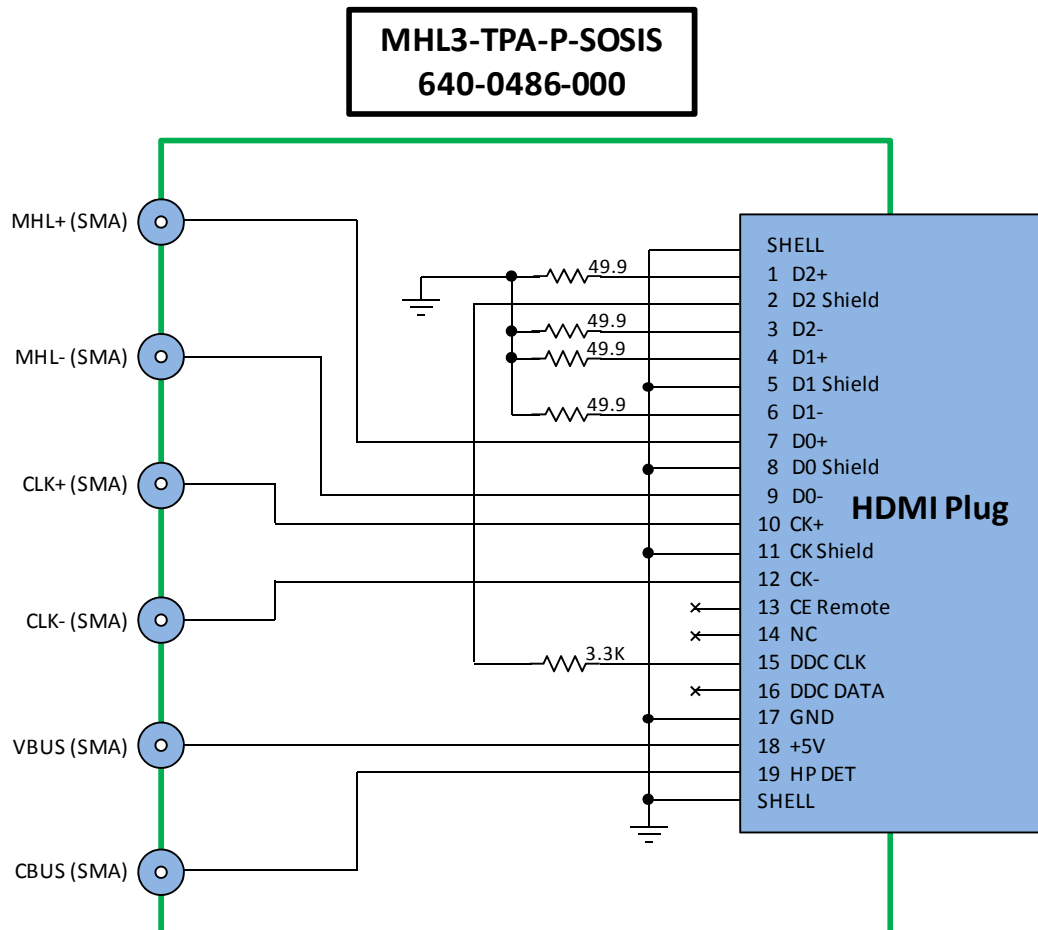 MHL3-TPA-P-SOSIS
640-0486-000
MHL+ (SMA)
MHL- (SMA)
CLK+ (SMA)
CLK- (SMA)
VBUS (SMA)
CBUS (SMA)
49.9
49.9
49.9
49.9
3.3K
SHELL
1 D2+
2 D2 Shield
3 D2-
4 D1+
5 D1 Shield
6 D1-
7 D0+
8 D0 Shield
9 D0-
10 CK+
11 CK Shield
12 CK-
13 CE Remote
14 NC
15 DDC CLK
16 DDC DATA
17 GND
18 +5V
19 HP DET
SHELL
HDMI Plug